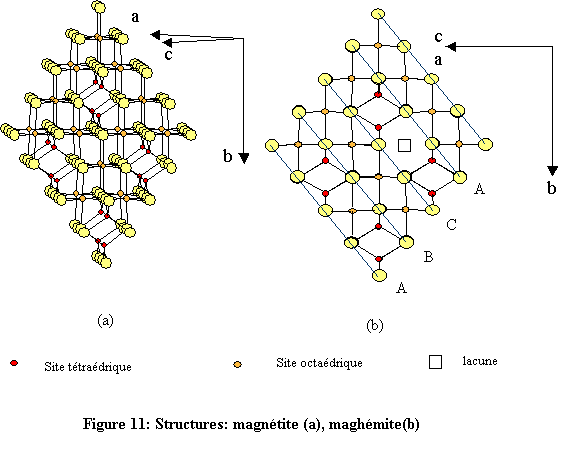 a
c
b
c
a
b
A
C
B
A
(a)
(b)
Site tétraédrique
Site octaédrique
lacune
Figure 11: Structures: magnétite (a), maghémite(b)